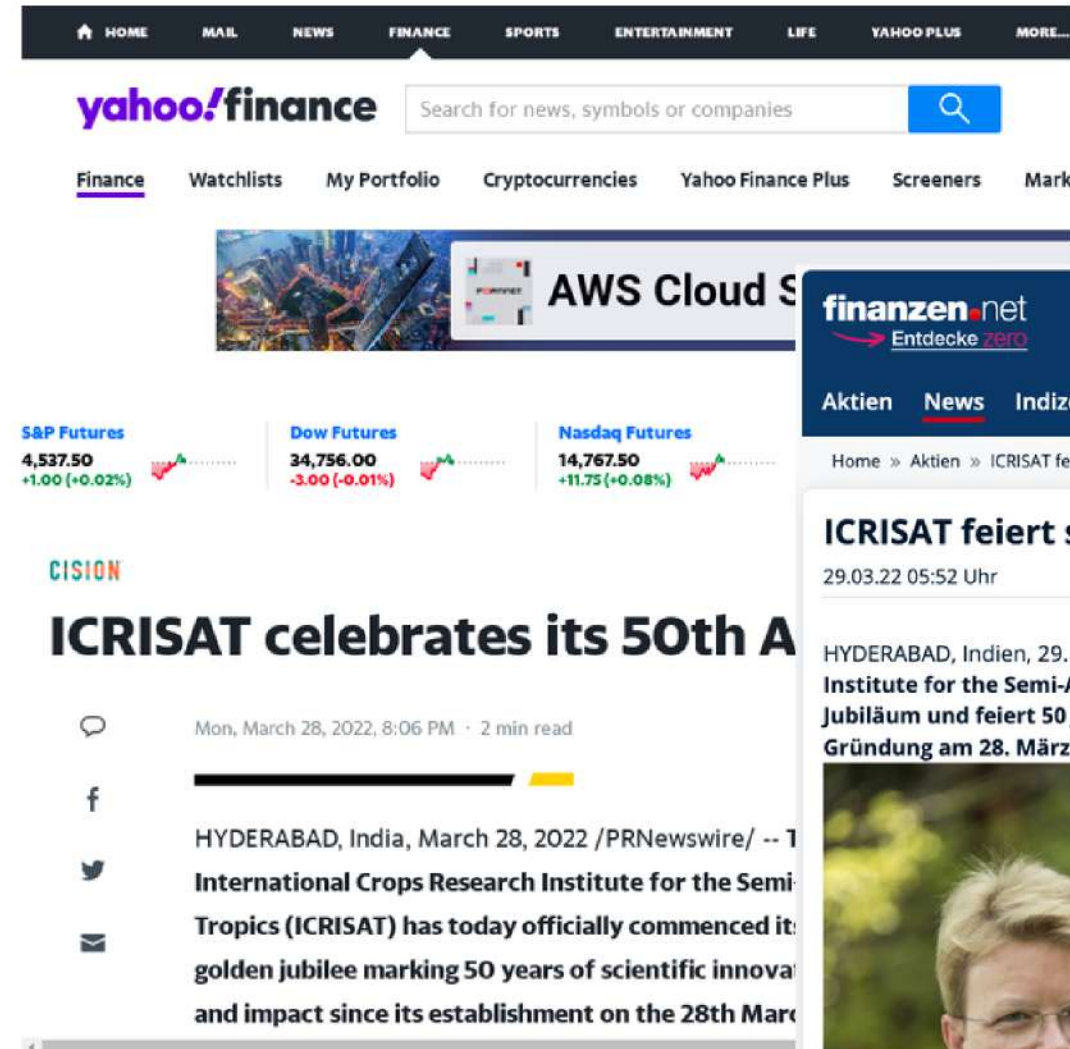 HOME MAIL NEWS FINANCE SPORTS ENTERTAINMENT LIFE YAHOO PLUS MORE...
yahoo!finance
Search for news, symbols or companies
Finance Watchlists My Portfolio Cryptocurrencies Yahoo Finance Plus Screeners Mark
FORTINET
AWS Cloud S
S&P Futures
4,537.50
+1.00 (+0.02%)
Dow Futures
34,756.00
-3.00 (-0.01%)
Nasdaq Futures
14,767.50
+11.75 (+0.08%)
CISION
ICRISAT celebrates its 50th A
Mon, March 28, 2022, 8:06 PM · 2 min read
HYDERABAD, India, March 28, 2022 /PRNewswire/ -- T
International Crops Research Institute for the Semi-
Tropics (ICRISAT) has today officially commenced its
golden jubilee marking 50 years of scientific innovat
and impact since its establishment on the 28th Marc
finanzen.net
Entdecke zero
Aktien News Indize
Home » Aktien » ICRISAT fe
ICRISAT feiert s
29.03.22 05:52 Uhr
HYDERABAD, Indien, 29.
Institute for the Semi-A
Jubiläum und feiert 50
Gründung am 28. März